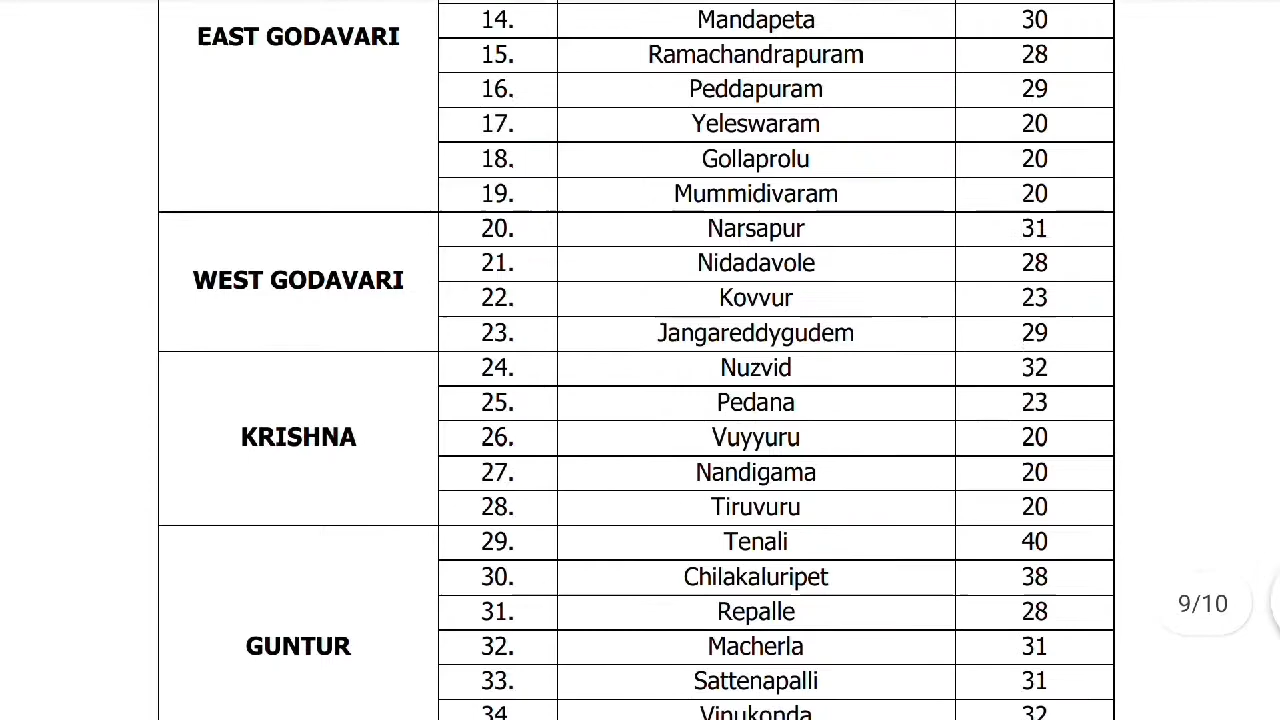 EAST GODAVARI
14. Mandapeta 30
15. Ramachandrapuram 28
16. Peddapuram 29
17. Yeleswaram 20
18. Gollaprolu 20
19. Mummidivaram 20
WEST GODAVARI
20. Narsapur 31
21. Nidadavole 28
22. Kovvur 23
23. Jangareddygudem 29
KRISHNA
24. Nuzvid 32
25. Pedana 23
26. Vuyyuru 20
27. Nandigama 20
28. Tiruvuru 20
GUNTUR
29. Tenali 40
30. Chilakaluripet 38
31. Repalle 28
32. Macherla 31
33. Sattenapalli 31
34. Vinukonda 32
9/10